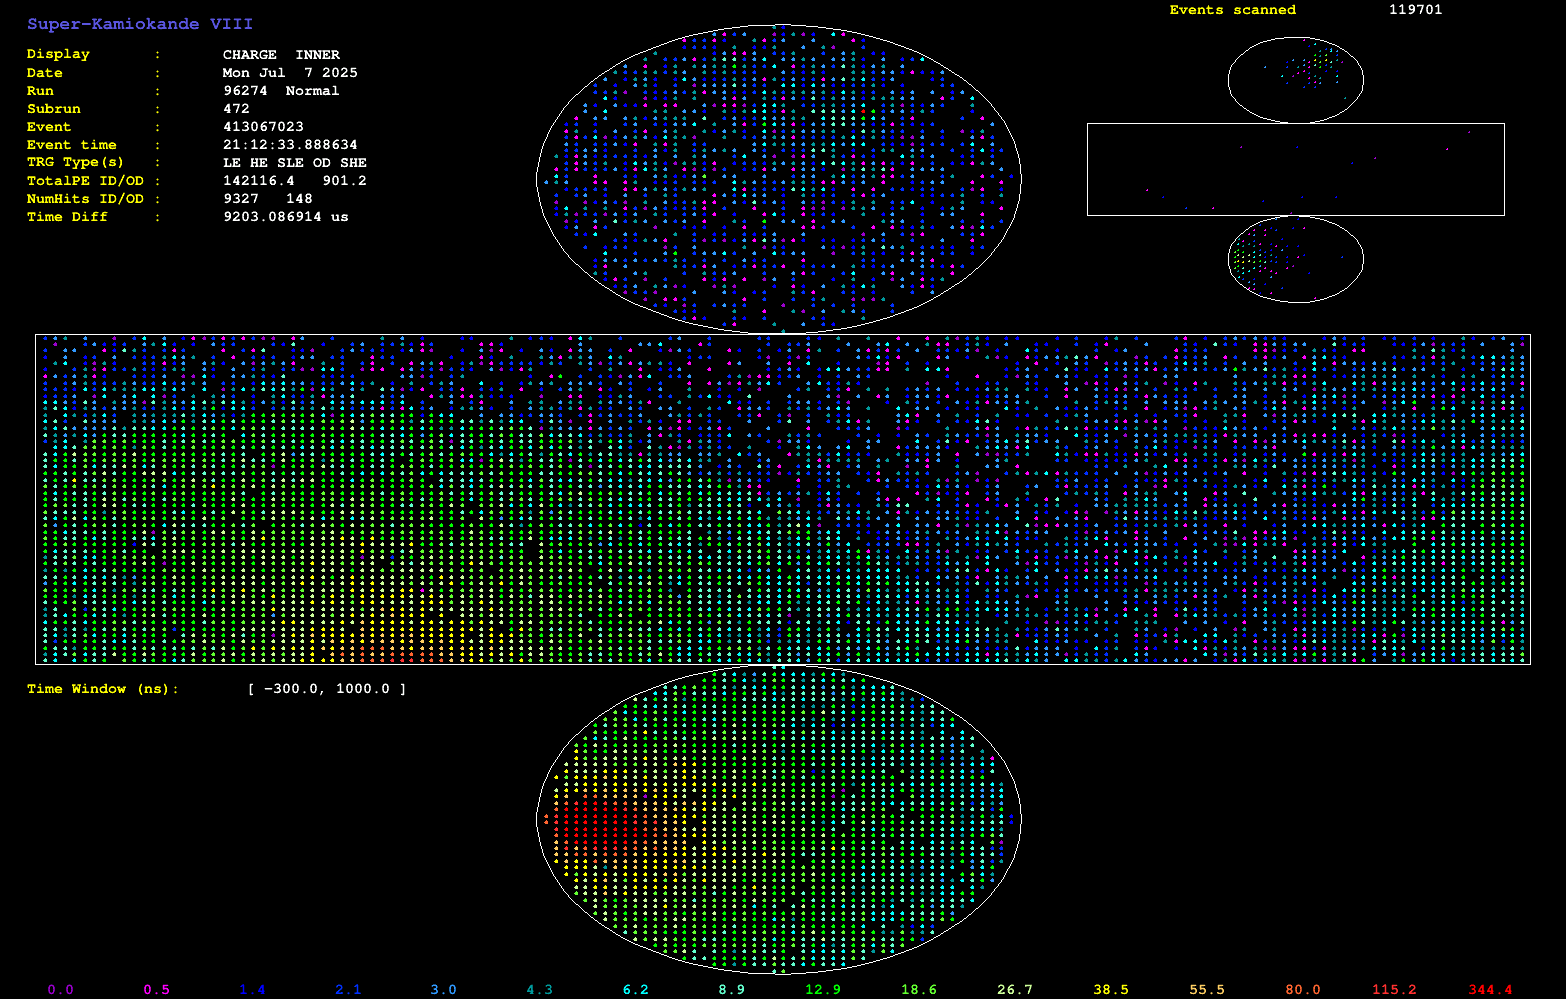 Super-Kamiokande VIII
Display : CHARGE INNER
Date : Mon Jul 7 2025
Run : 96274 Normal
Subrun : 472
Event : 413067023
Event time : 21:12:33.888634
TRG Type(s) : LE HE SLE OD SHE
TotalPE ID/OD : 142116.4 901.2
NumHits ID/OD : 9327 148
Time Diff : 9203.086914 us
Events scanned 119701
Time Window (ns): [ -300.0, 1000.0 ]
0.0 0.5 1.4 2.1 3.0 4.3 6.2 8.9 12.9 18.6 26.7 38.5 55.5 80.0 115.2 344.4